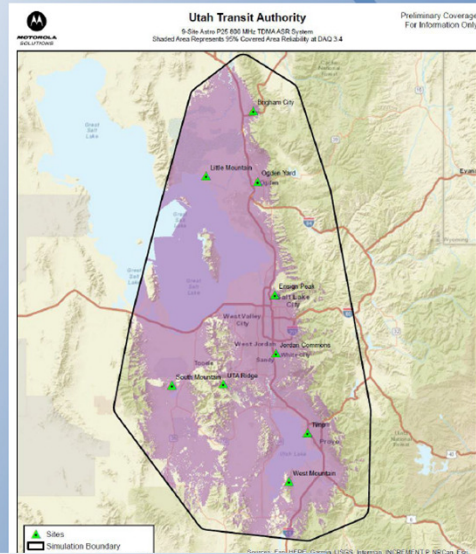 Utah Transit Authority
9-Site Astro P25 800 MHz TDMA ASR System
Shaded Area Represents 95% Covered Area Reliability at DAQ 3.4
MOTOROLA
SOLUTIONS
Preliminary Coverage
For Information Only
Brigham City
Great
Salt
Lake
Little Mountain
Ogden Yard
Ogden
Great
Salt
Lake
Ensign Peak
Salt Lake
City
West Valley
City
West Jordan
Jordan Commons
Sandy
Tooele
South Mountain
UTA Ridge
Provo
Utah Lake
West Mountain
Sites
Simulation Boundary